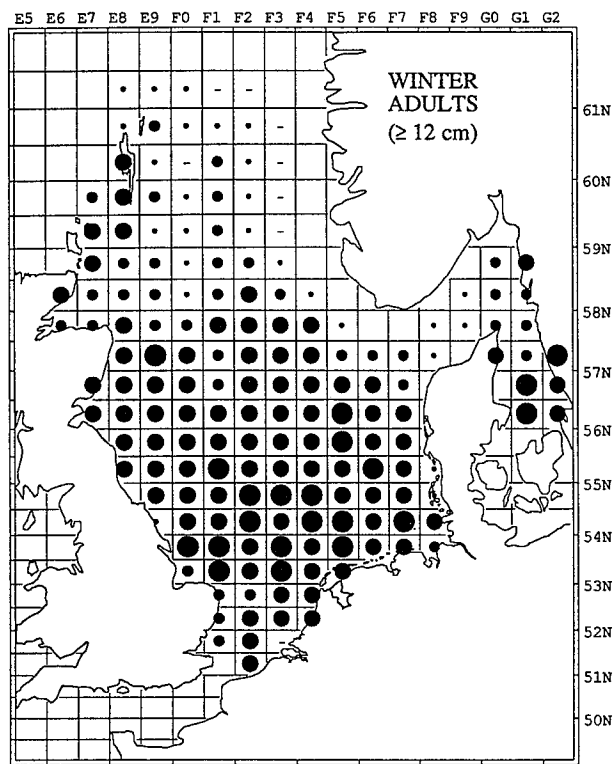 E5 E6 E7 E8 E9 F0 F1 F2 F3 F4 F5 F6 F7 F8 F9 G0 G1 G2
WINTER
ADULTS
(≥ 12 cm)
61N
60N
59N
58N
57N
56N
55N
54N
53N
52N
51N
50N